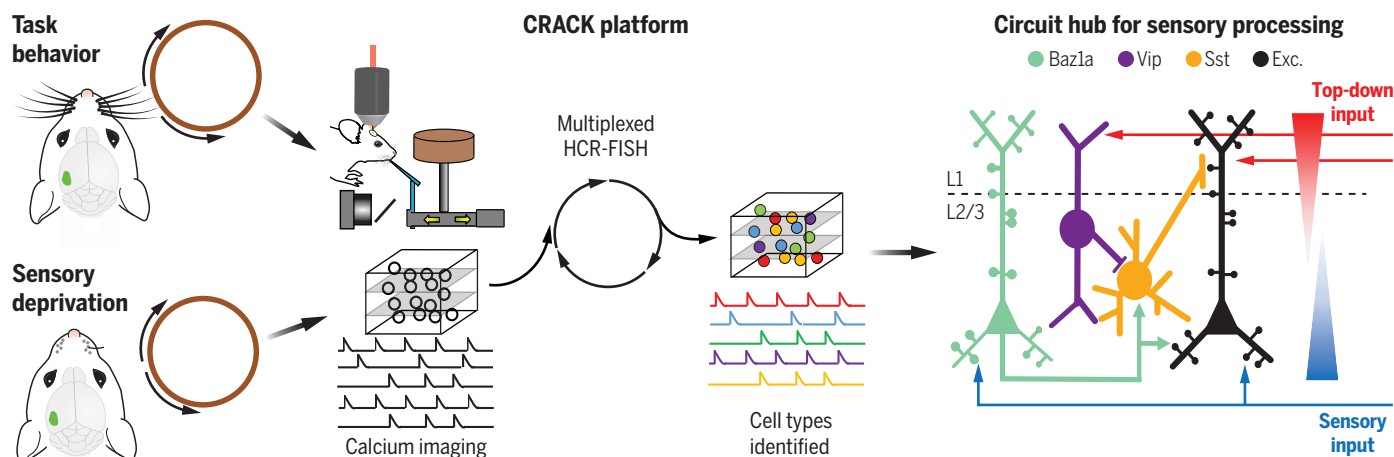 Task
behavior
Sensory
deprivation
CRACK platform
Calcium imaging
Multiplexed
HCR-FISH
Cell types
identified
Circuit hub for sensory processing
Baz1a Vip Sst Exc.
Top-down
input
L1
L2/3
Sensory
input